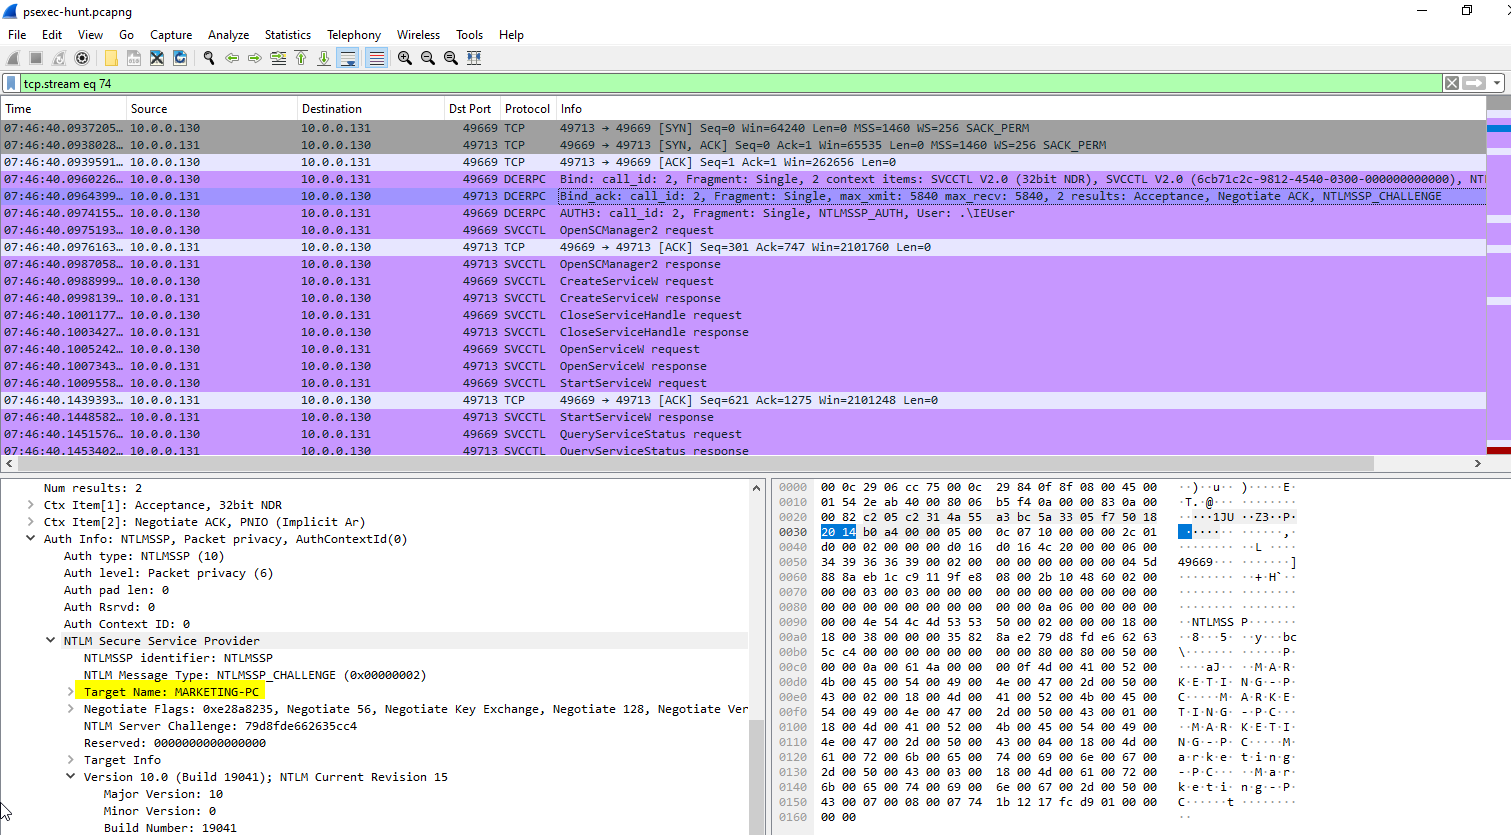 psexec-hunt.pcapng
File Edit View Go Capture Analyze Statistics Telephony Wireless Tools Help
tcp.stream eq 74
Time Source Destination Dst Port Protocol Info
07:46:40.0937205… 10.0.0.130 10.0.0.131 49669 TCP 49713 → 49669 [SYN] Seq=0 Win=64240 Len=0 MSS=1460 WS=256 SACK_PERM
07:46:40.0938028… 10.0.0.131 10.0.0.130 49713 TCP 49669 → 49713 [SYN, ACK] Seq=0 Ack=1 Win=65535 Len=0 MSS=1460 WS=256 SACK_PERM
07:46:40.0939591… 10.0.0.130 10.0.0.131 49669 TCP 49713 → 49669 [ACK] Seq=1 Ack=1 Win=262656 Len=0
07:46:40.0960226… 10.0.0.130 10.0.0.131 49669 DCERPC Bind: call_id: 2, Fragment: Single, 2 context items: SVCCTL V2.0 (32bit NDR), SVCCTL V2.0 (6cb71c2c-9812-4540-0300-000000000000), NT
07:46:40.0964399… 10.0.0.131 10.0.0.130 49713 DCERPC Bind_ack: call_id: 2, Fragment: Single, max_xmit: 5840 max_recv: 5840, 2 results: Acceptance, Negotiate ACK, NTLMSSP_CHALLENGE
07:46:40.0974155… 10.0.0.130 10.0.0.131 49669 DCERPC AUTH3: call_id: 2, Fragment: Single, NTLMSSP_AUTH, User: .\IEUser
07:46:40.0975193… 10.0.0.130 10.0.0.131 49669 SVCCTL OpenSCManager2 request
07:46:40.0976163… 10.0.0.131 10.0.0.130 49713 TCP 49669 → 49713 [ACK] Seq=301 Ack=747 Win=2101760 Len=0
07:46:40.0987058… 10.0.0.131 10.0.0.130 49713 SVCCTL OpenSCManager2 response
07:46:40.0988999… 10.0.0.130 10.0.0.131 49669 SVCCTL CreateServiceW request
07:46:40.0998139… 10.0.0.131 10.0.0.130 49713 SVCCTL CreateServiceW response
07:46:40.1001177… 10.0.0.130 10.0.0.131 49669 SVCCTL CloseServiceHandle request
07:46:40.1003427… 10.0.0.131 10.0.0.130 49713 SVCCTL CloseServiceHandle response
07:46:40.1005242… 10.0.0.130 10.0.0.131 49669 SVCCTL OpenServiceW request
07:46:40.1007343… 10.0.0.131 10.0.0.130 49713 SVCCTL OpenServiceW response
07:46:40.1009558… 10.0.0.130 10.0.0.131 49669 SVCCTL StartServiceW request
07:46:40.1439393… 10.0.0.131 10.0.0.130 49713 TCP 49669 → 49713 [ACK] Seq=621 Ack=1275 Win=2101248 Len=0
07:46:40.1448582… 10.0.0.131 10.0.0.130 49713 SVCCTL StartServiceW response
07:46:40.1451576… 10.0.0.130 10.0.0.131 49669 SVCCTL QueryServiceStatus request
07:46:40.1453402… 10.0.0.131 10.0.0.130 49713 SVCCTL QueryServiceStatus response
Num results: 2
Ctx Item[1]: Acceptance, 32bit NDR
Ctx Item[2]: Negotiate ACK, PNIO (Implicit Ar)
Auth Info: NTLMSSP, Packet privacy, AuthContextId(0)
Auth type: NTLMSSP (10)
Auth level: Packet privacy (6)
Auth pad len: 0
Auth Rsrvd: 0
Auth Context ID: 0
NTLM Secure Service Provider
NTLMSSP identifier: NTLMSSP
NTLM Message Type: NTLMSSP_CHALLENGE (0x00000002)
Target Name: MARKETING-PC
Negotiate Flags: 0xe28a8235, Negotiate 56, Negotiate Key Exchange, Negotiate 128, Negotiate Ver
NTLM Server Challenge: 79d8fde662635cc4
Reserved: 0000000000000000
Target Info
Version 10.0 (Build 19041); NTLM Current Revision 15
Major Version: 10
Minor Version: 0
Build Number: 19041
0000 00 0c 29 06 cc 75 00 0c 29 84 0f 8f 08 00 45 00 ··)··u·· )·····E·
0010 01 54 2e ab 40 00 80 06 b5 f4 0a 00 00 83 0a 00 ·T.·@··· ········
0020 00 82 c2 05 c2 31 4a 55 a3 bc 5a 33 05 f7 50 18 ·····1JU ··Z3··P·
0030 20 14 b0 a4 00 00 05 00 0c 07 10 00 00 00 2c 01 ········ ······,·
0040 d0 00 02 00 00 00 d0 16 d0 16 4c 20 00 00 06 00 ········ ··L ····
0050 34 39 36 36 39 00 02 00 00 00 00 00 00 00 04 5d 49669··· ·······]
0060 88 8a eb 1c c9 11 9f e8 08 00 2b 10 48 60 02 00 ········ ··+·H`··
0070 00 00 03 00 03 00 00 00 00 00 00 00 00 00 00 00 ········ ········
0080 00 00 00 00 00 00 00 00 00 00 0a 06 00 00 00 00 ········ ········
0090 00 00 4e 54 4c 4d 53 53 50 00 02 00 00 00 18 00 ··NTLMSS P·······
00a0 18 00 38 00 00 00 35 82 8a e2 79 d8 fd e6 62 63 ··8···5· ··y···bc
00b0 5c c4 00 00 00 00 00 00 00 00 80 00 80 00 50 00 \······· ······P·
00c0 00 00 0a 00 61 4a 00 00 00 0f 4d 00 41 00 52 00 ····aJ·· ··M·A·R·
00d0 4b 00 45 00 54 00 49 00 4e 00 47 00 2d 00 50 00 K·E·T·I· N·G·-·P·
00e0 43 00 02 00 18 00 4d 00 41 00 52 00 4b 00 45 00 C·····M· A·R·K·E·
00f0 54 00 49 00 4e 00 47 00 2d 00 50 00 43 00 01 00 T·I·N·G· -·P·C···
0100 18 00 4d 00 41 00 52 00 4b 00 45 00 54 00 49 00 ··M·A·R· K·E·T·I·
0110 4e 00 47 00 2d 00 50 00 43 00 04 00 18 00 4d 00 N·G·-·P· C·····M·
0120 61 00 72 00 6b 00 65 00 74 00 69 00 6e 00 67 00 a·r·k·e· t·i·n·g·
0130 2d 00 50 00 43 00 03 00 18 00 4d 00 61 00 72 00 -·P·C··· ··M·a·r·
0140 6b 00 65 00 74 00 69 00 6e 00 67 00 2d 00 50 00 k·e·t·i· n·g·-·P·
0150 43 00 07 00 08 00 07 74 1b 12 17 fc d9 01 00 00 C······t ········
0160 00 00 ··